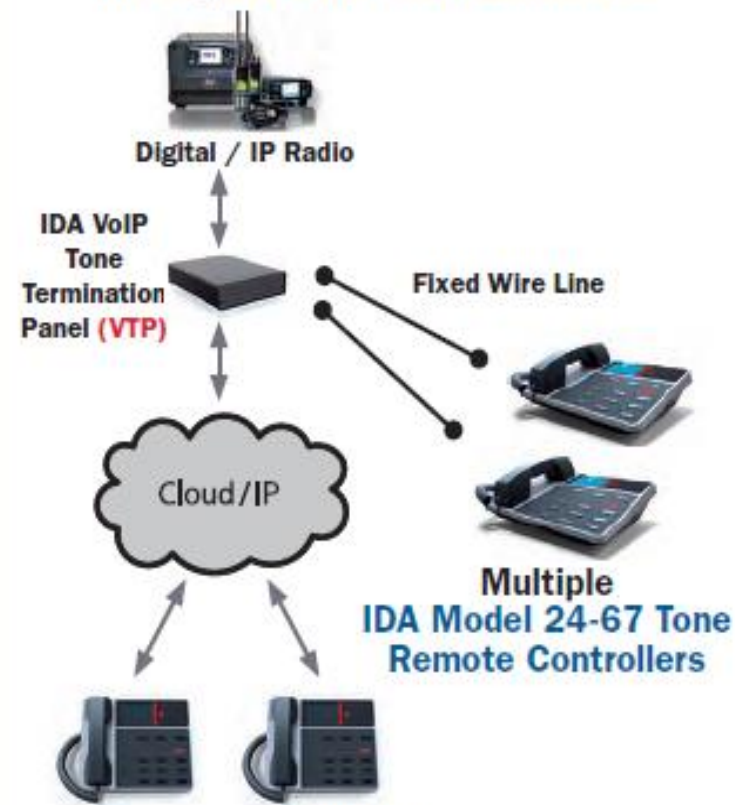 Digital / IP Radio
IDA VoIP
Tone
Termination
Panel (VTP)
Fixed Wire Line
Cloud/IP
Multiple
IDA Model 24-67 Tone
Remote Controllers